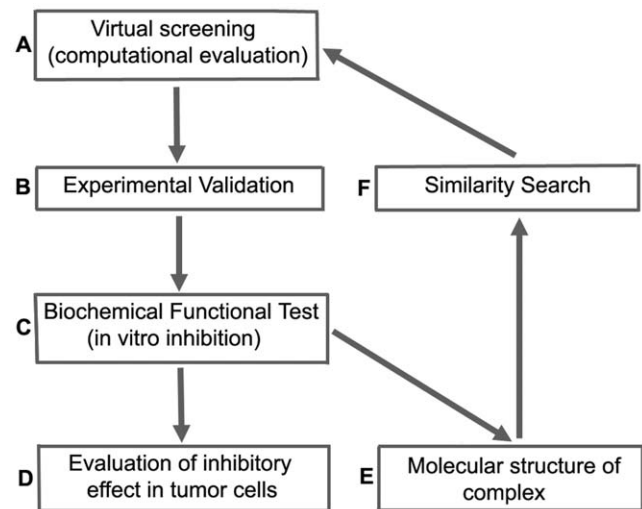 A
Virtual screening
(computational evaluation)
B
Experimental Validation
F
Similarity Search
C
Biochemical Functional Test
(in vitro inhibition)
D
Evaluation of inhibitory
effect in tumor cells
E
Molecular structure of
complex